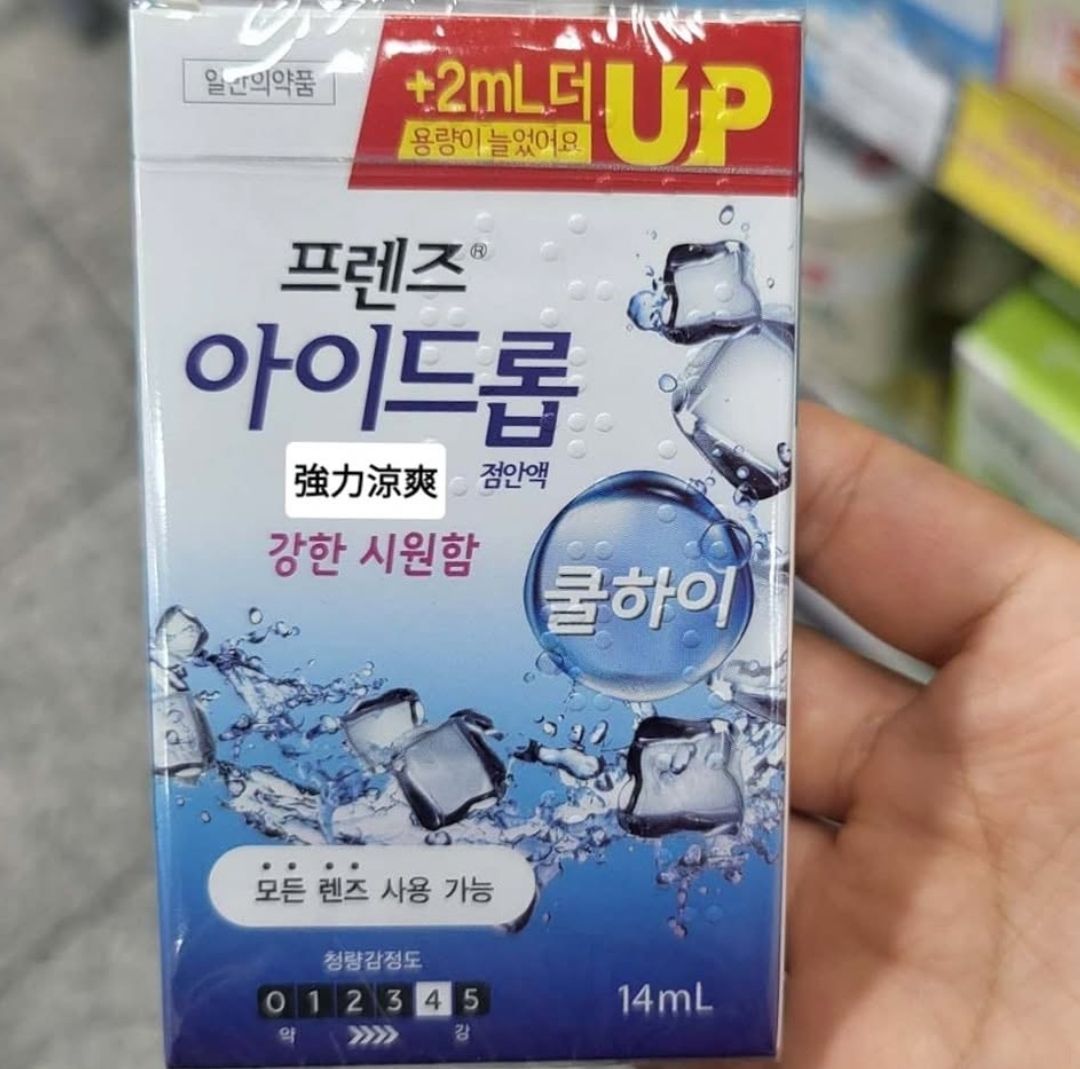 일반의약품
+2mL 더 UP
용량이 늘었어요
프렌즈®
아이드롭
強力涼爽 점안액
강한 시원함
쿨하이
모든 렌즈 사용 가능
청량감정도
0 1 2 3 4 5
약 강
14mL